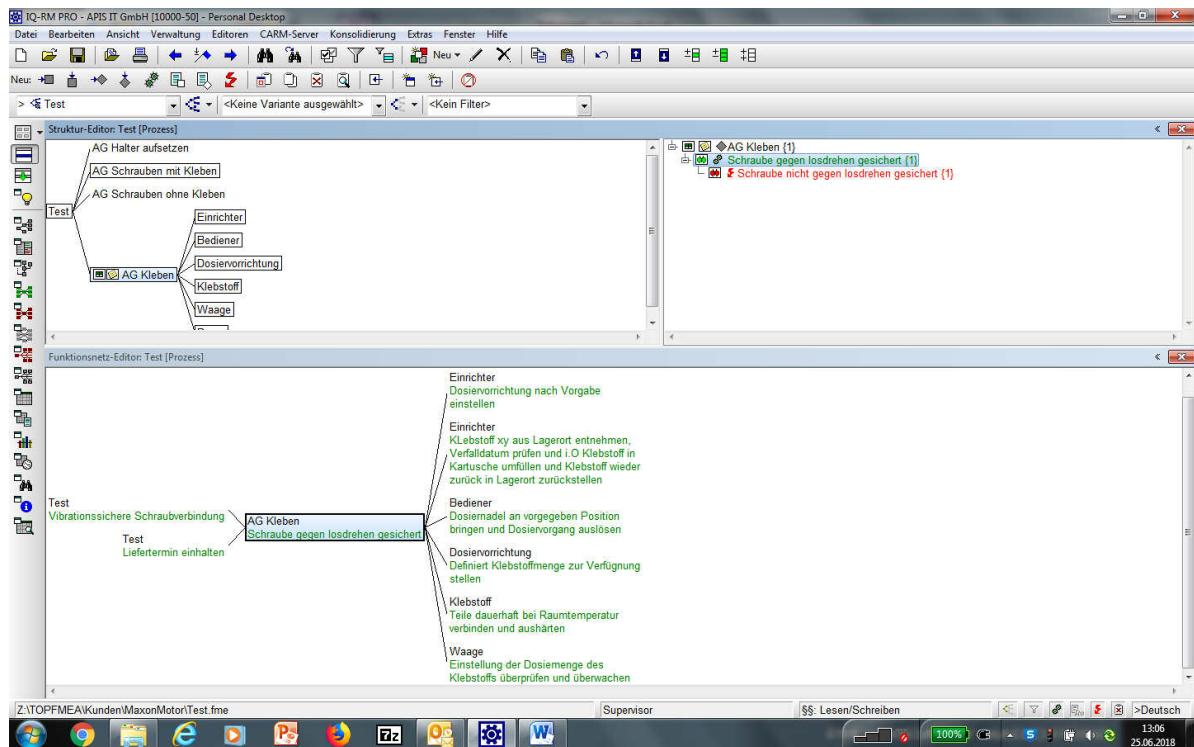 IQ-RM PRO - APIS IT GmbH [10000-50] - Personal Desktop
Datei Bearbeiten Ansicht Verwaltung Editoren CARM-Server Konsolidierung Extras Fenster Hilfe
Neu
Neu:
> Test <Keine Variante ausgewählt> <Kein Filter>
Struktur-Editor: Test [Prozess]
AG Halter aufsetzen
AG Schrauben mit Kleben
AG Schrauben ohne Kleben
Test
Einrichter
Bediener
Dosiervorrichtung
AG Kleben
Klebstoff
Waage
AG Kleben {1}
Schraube gegen losdrehen gesichert {1}
Schraube nicht gegen losdrehen gesichert {1}
Funktionsnetz-Editor: Test [Prozess]
Test
Vibrationssichere Schraubverbindung
Test
Liefertermin einhalten
AG Kleben
Schraube gegen losdrehen gesichert
Einrichter
Dosiervorrichtung nach Vorgabe
einstellen
Einrichter
KLebstoff xy aus Lagerort entnehmen,
Verfalldatum prüfen und i.O Klebstoff in
Kartusche umfüllen und Klebstoff wieder
zurück in Lagerort zurückstellen
Bediener
Dosiernadel an vorgegeben Position
bringen und Dosiervorgang auslösen
Dosiervorrichtung
Definiert Klebstoffmenge zur Verfügnung
stellen
Klebstoff
Teile dauerhaft bei Raumtemperatur
verbinden und aushärten
Waage
Einstellung der Dosiemenge des
Klebstoffs überprüfen und überwachen
Z:\TOPFMEA\Kunden\MaxonMotor\Test.fme Supervisor §§: Lesen/Schreiben >Deutsch
7z
100%
13:06
25.06.2018